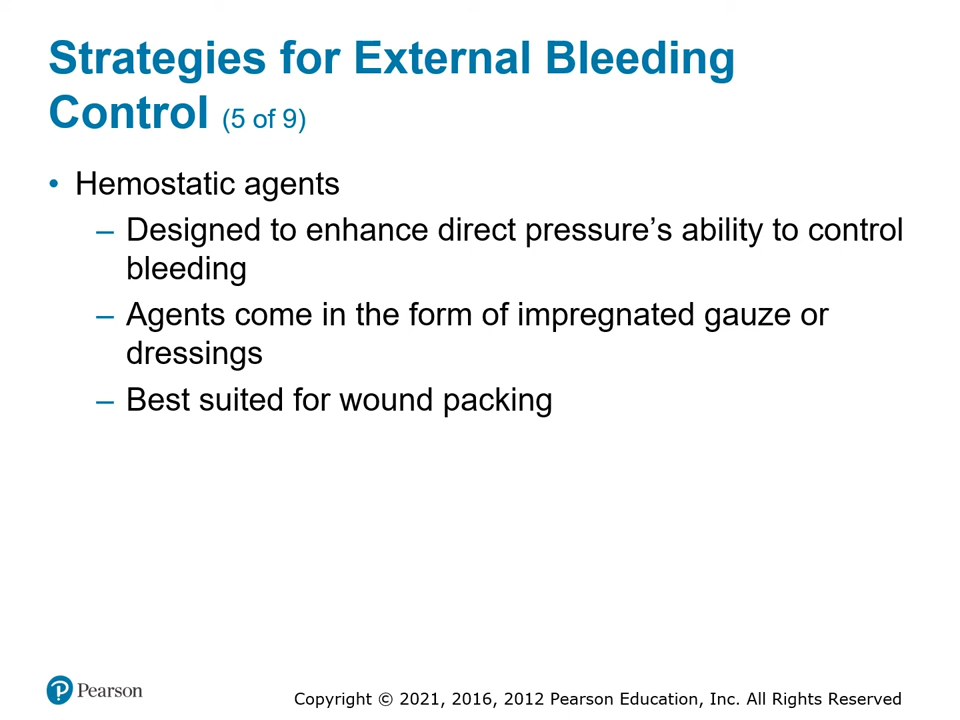 Strategies for External Bleeding
Control (5 of 9)
• Hemostatic agents
– Designed to enhance direct pressure’s ability to control
bleeding
– Agents come in the form of impregnated gauze or
dressings
– Best suited for wound packing
Pearson
Copyright © 2021, 2016, 2012 Pearson Education, Inc. All Rights Reserved